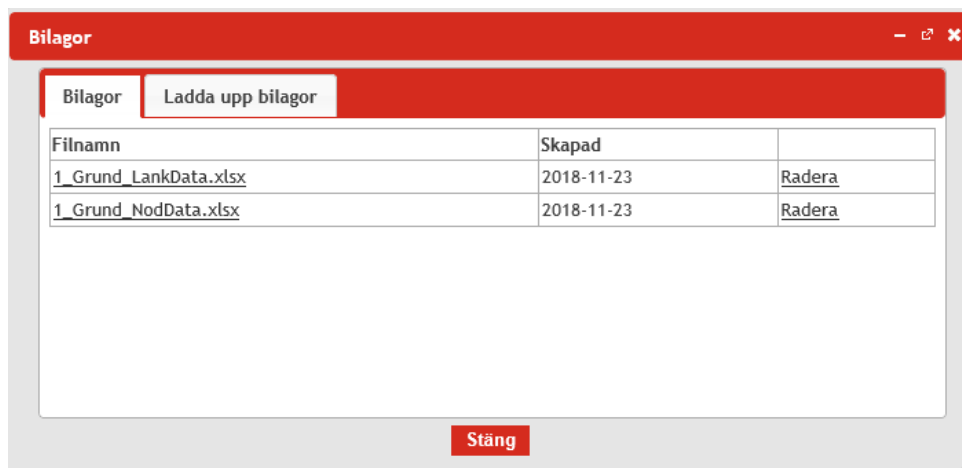 Bilagor
Bilagor Ladda upp bilagor
Filnamn Skapad
1_Grund_LankData.xlsx 2018-11-23 Radera
1_Grund_NodData.xlsx 2018-11-23 Radera
Stäng